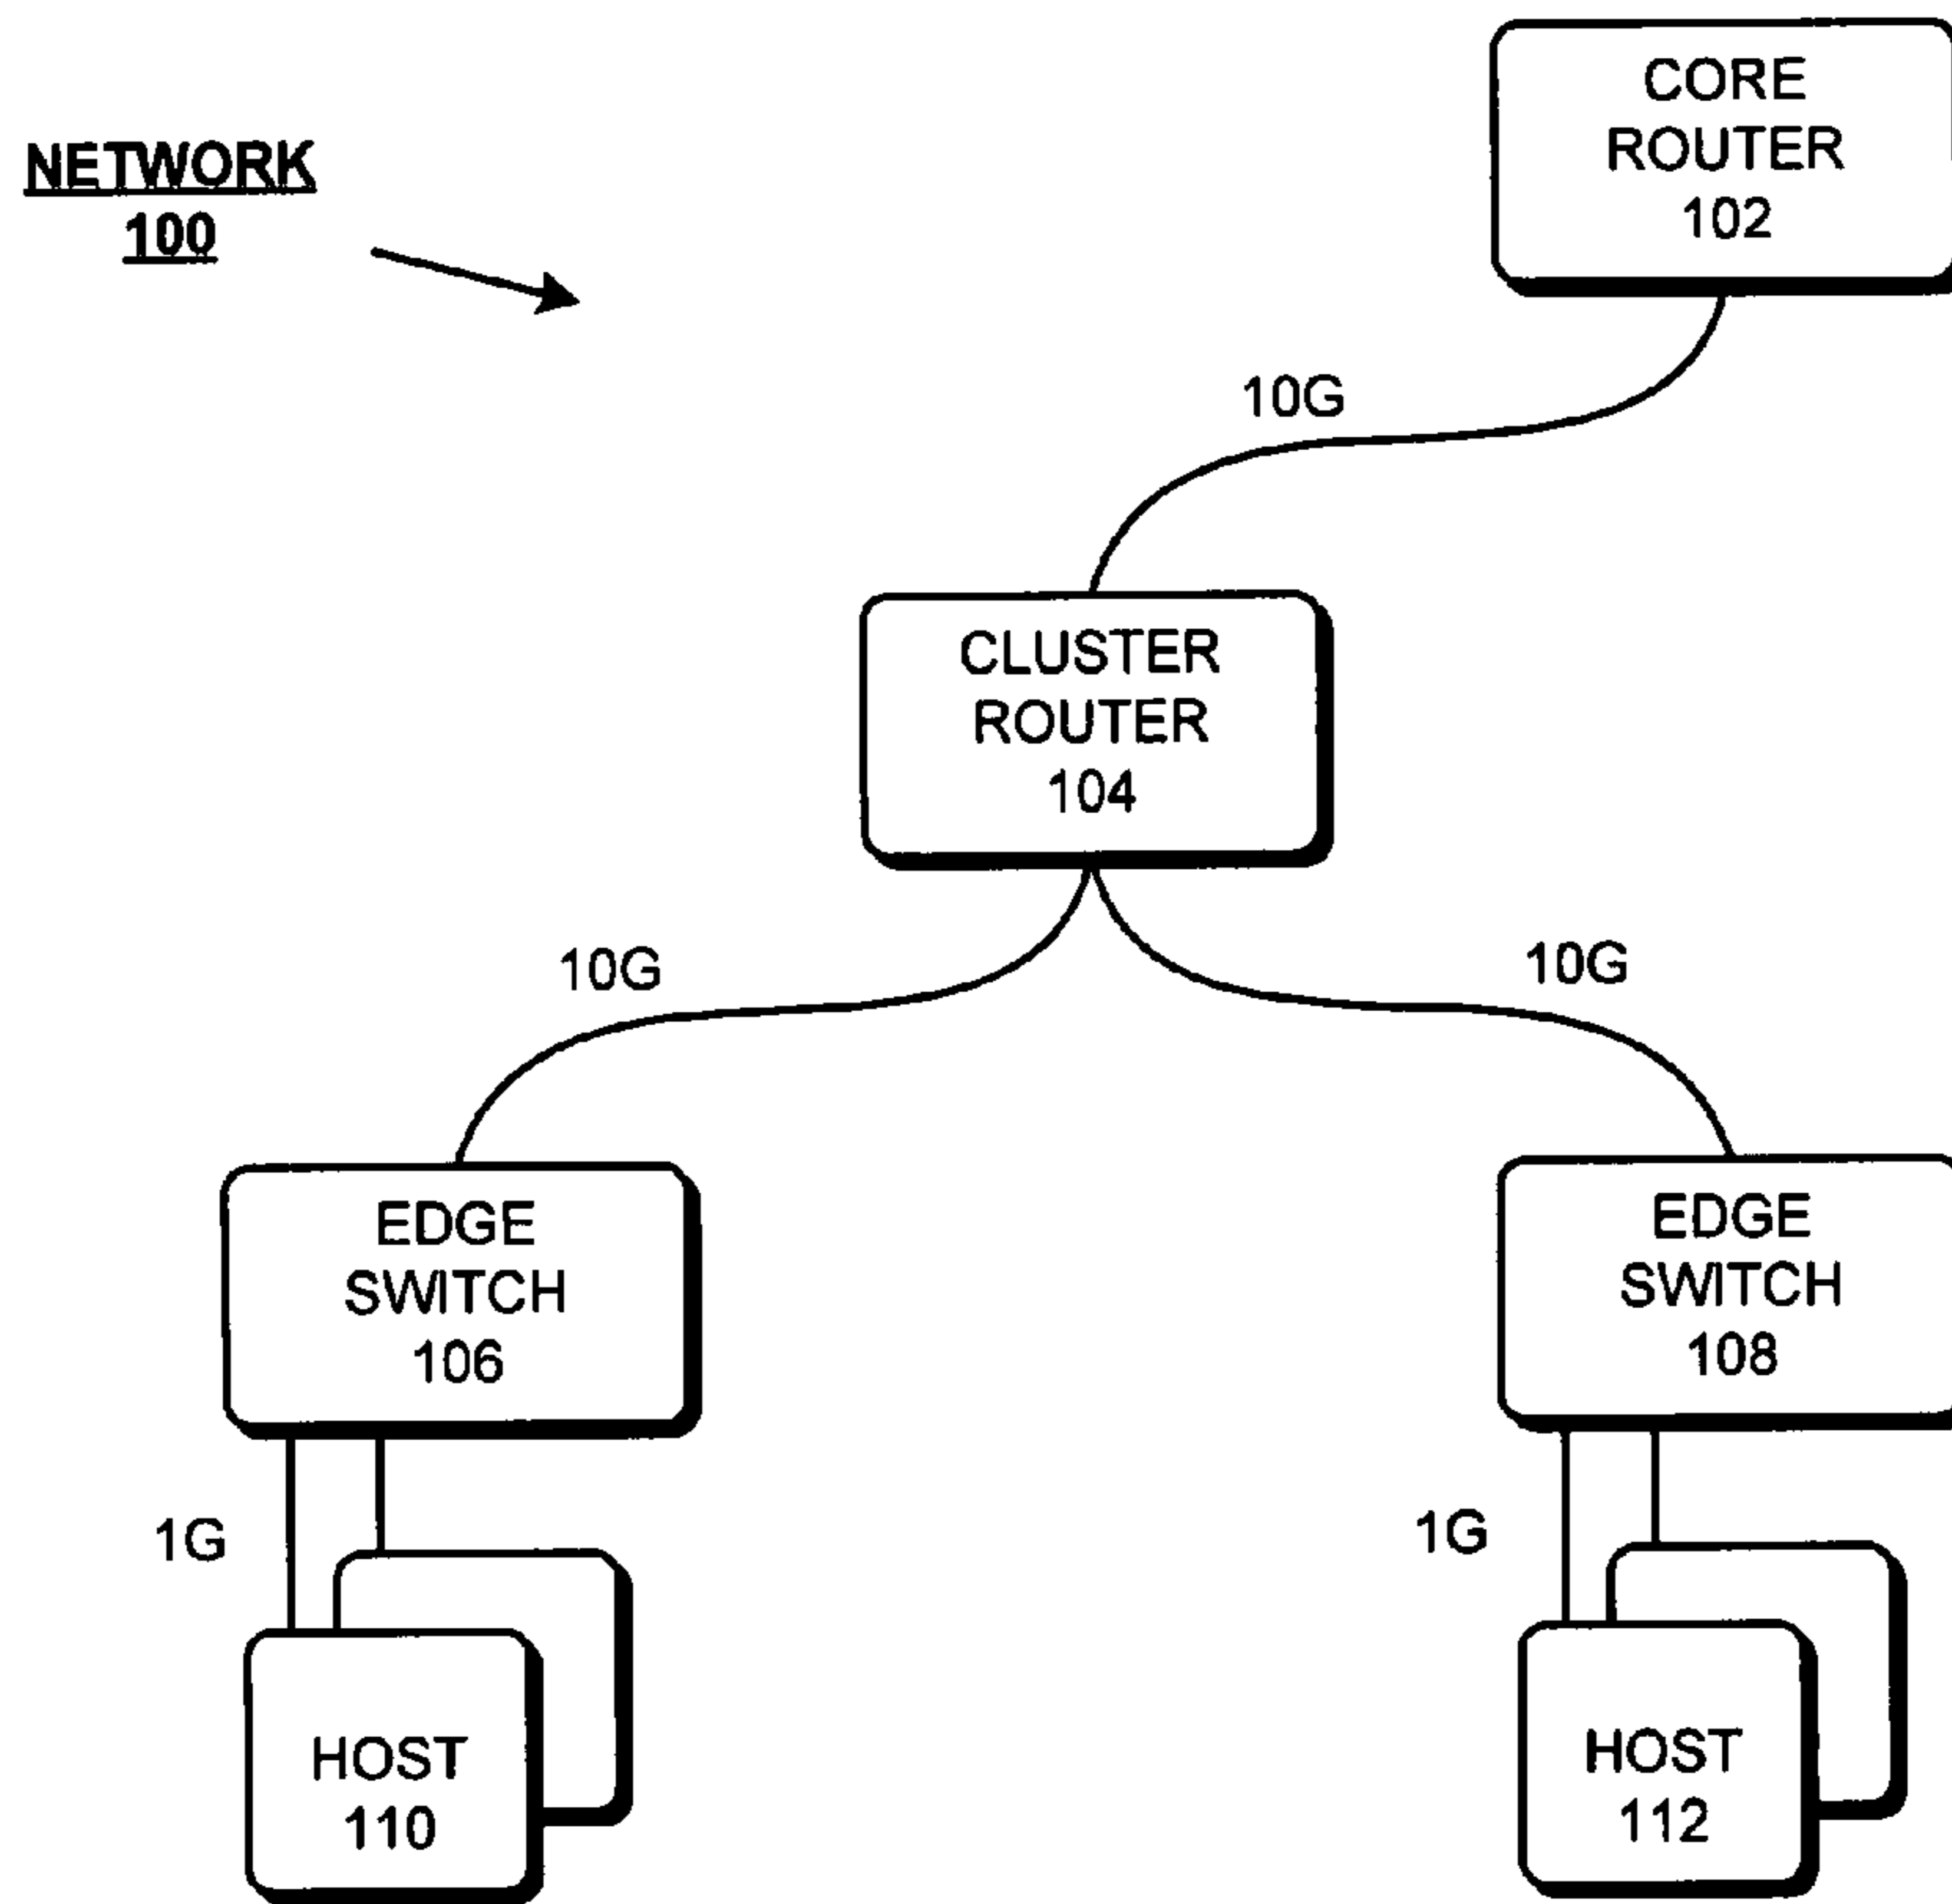 NETWORK
100
CORE
ROUTER
102
10G
CLUSTER
ROUTER
104
10G
10G
EDGE
SWITCH
106
EDGE
SWITCH
108
1G
1G
HOST
110
HOST
112